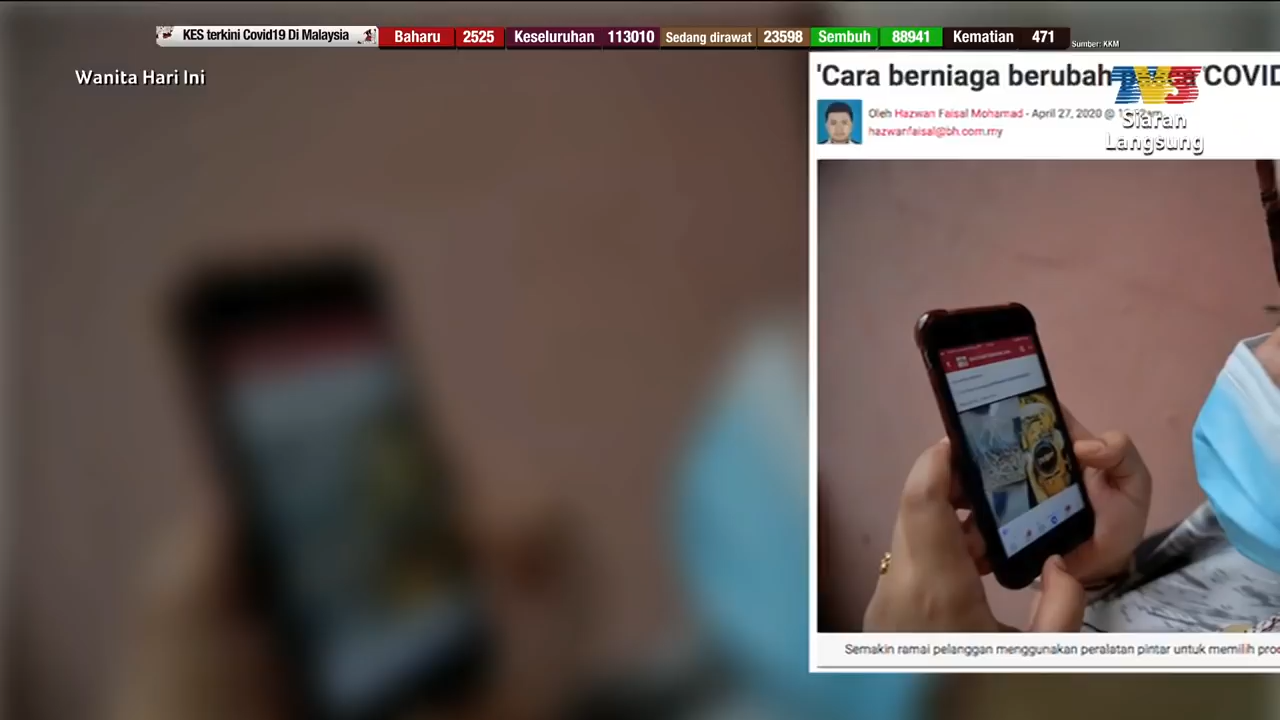 KES terkini Covid19 Di Malaysia Baharu 2525 Keseluruhan 113010 Sedang dirawat 23598 Sembuh 88941 Kematian 471 Sumber: KKM
Wanita Hari Ini
'Cara berniaga berubah COVID
TV3
Siaran
Langsung
Oleh Hazwan Faisal Mohamad - April 27, 2020 @
hazwanfaisal@bh.com.my
Semakin ramai pelanggan menggunakan peralatan pintar untuk memilih